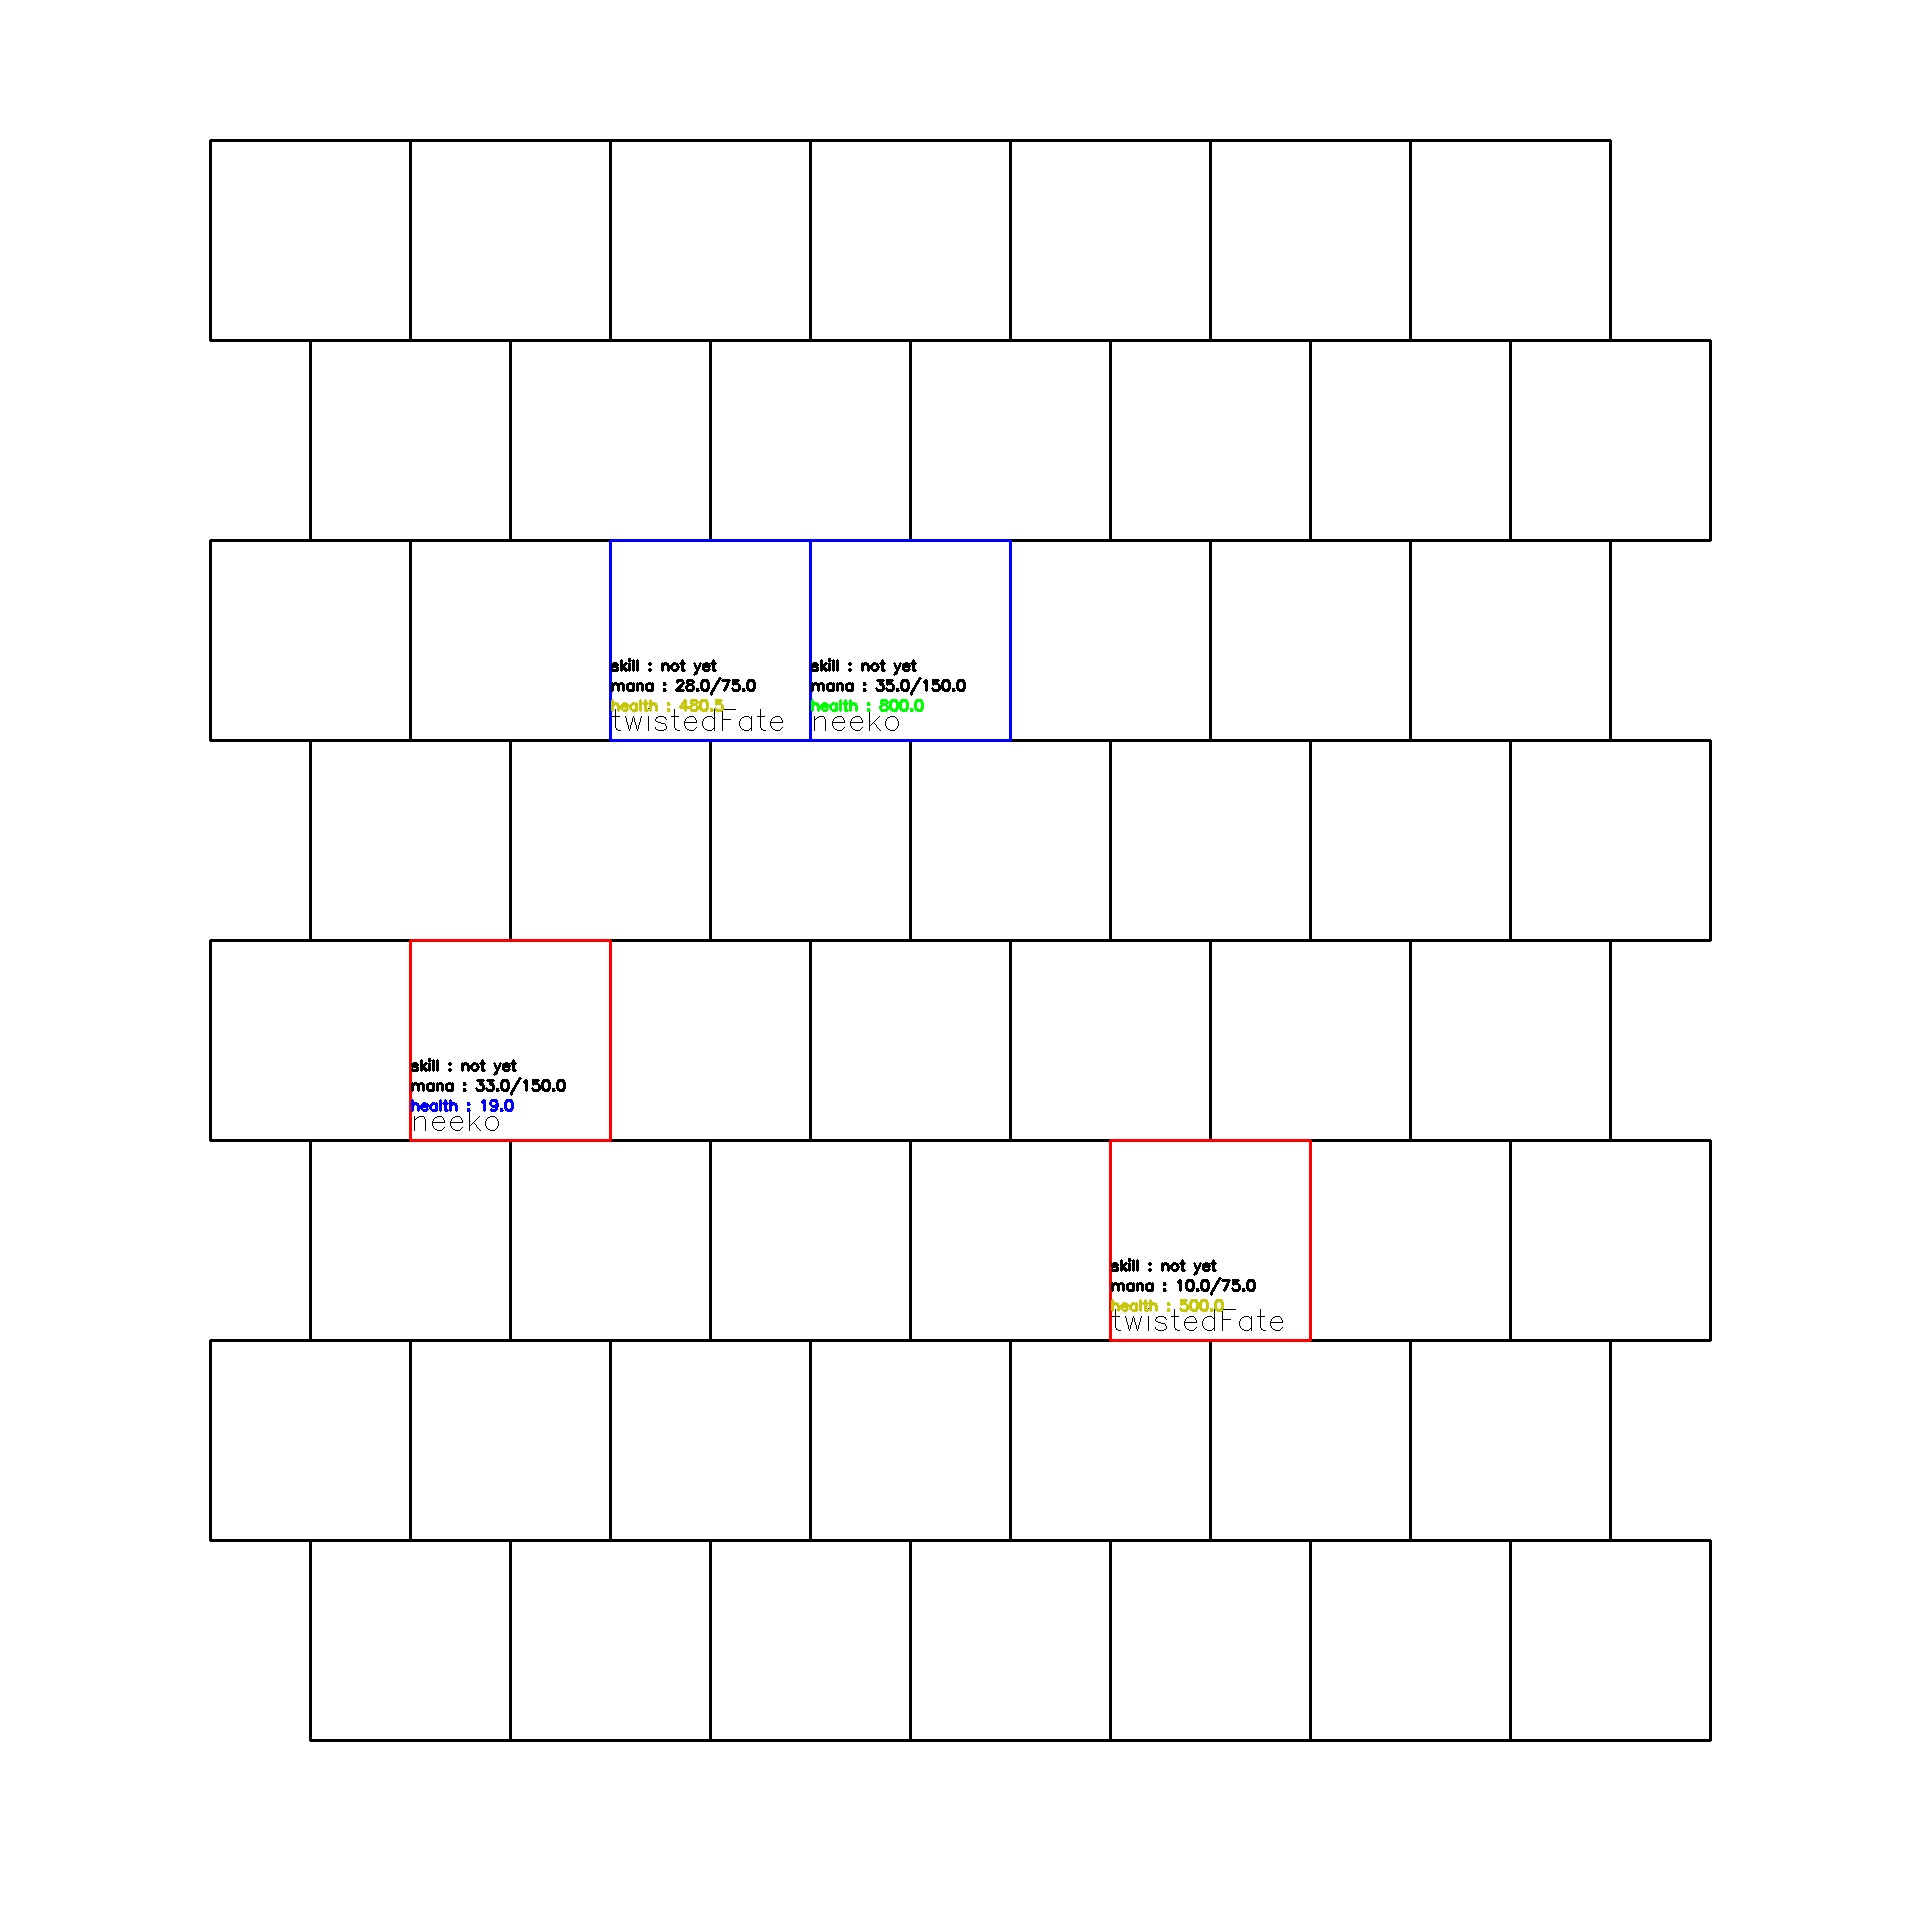 skill : not yet
mana : 28.0/75.0
health : 480.5
twistedFate
skill : not yet
mana : 35.0/150.0
health : 800.0
neeko
skill : not yet
mana : 33.0/150.0
health : 19.0
neeko
skill : not yet
mana : 10.0/75.0
health : 500.0
twistedFate